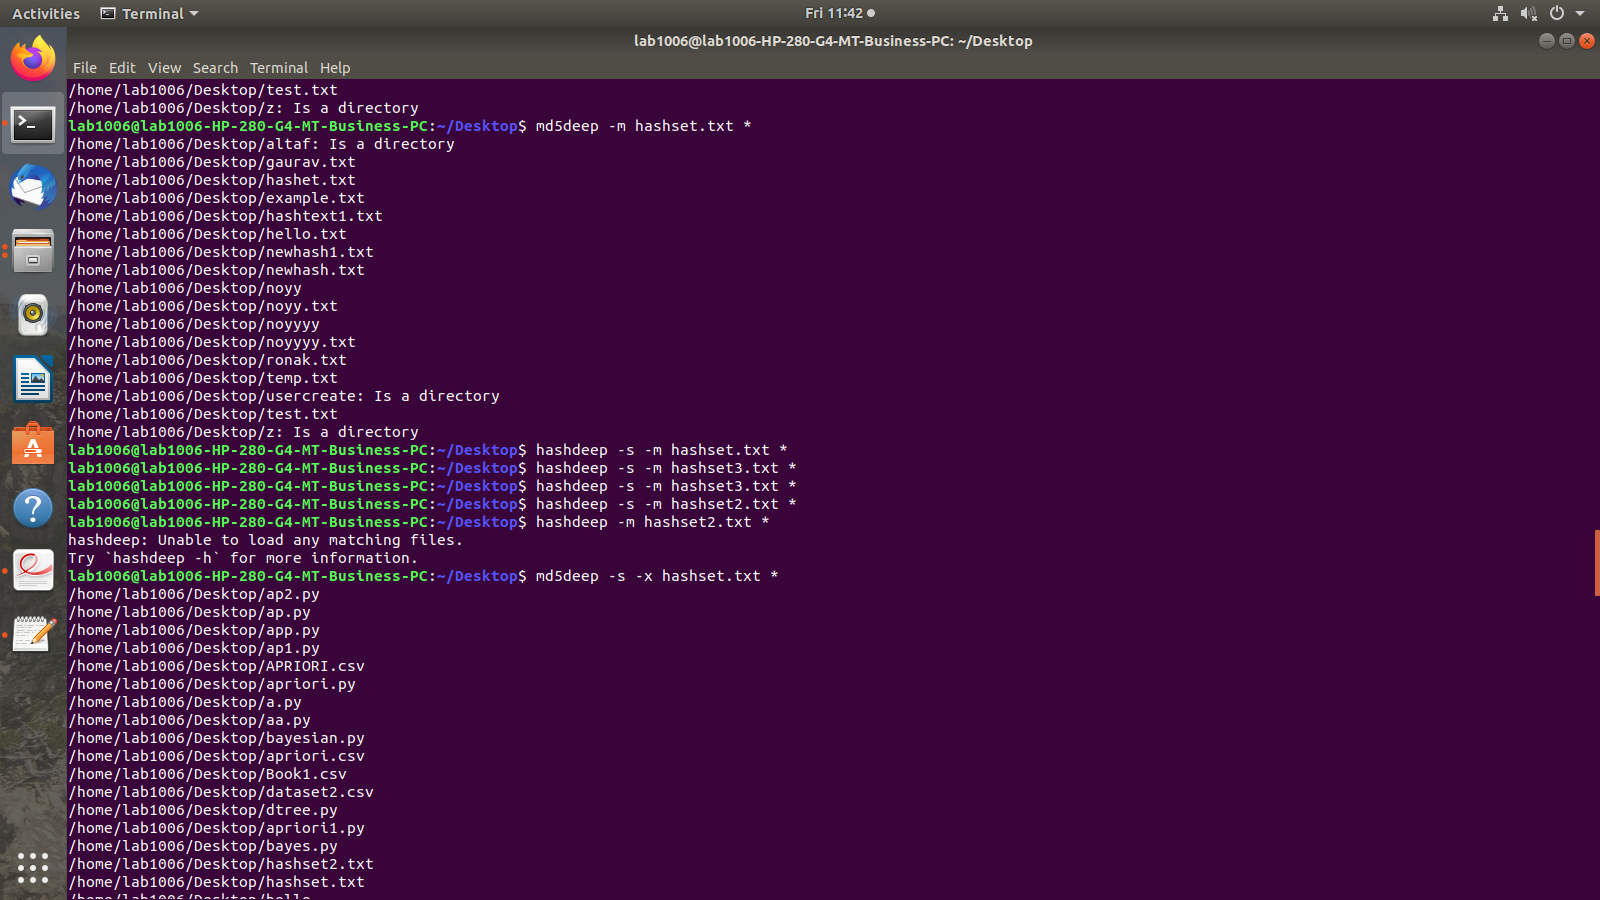 Activities
Terminal
Fri 11:42
lab1006@lab1006-HP-280-G4-MT-Business-PC: ~/Desktop
File Edit View Search Terminal Help
/home/lab1006/Desktop/test.txt
/home/lab1006/Desktop/z: Is a directory
lab1006@lab1006-HP-280-G4-MT-Business-PC:~/Desktop$ md5deep -m hashset.txt *
/home/lab1006/Desktop/altaf: Is a directory
/home/lab1006/Desktop/gaurav.txt
/home/lab1006/Desktop/hashet.txt
/home/lab1006/Desktop/example.txt
/home/lab1006/Desktop/hashtext1.txt
/home/lab1006/Desktop/hello.txt
/home/lab1006/Desktop/newhash1.txt
/home/lab1006/Desktop/newhash.txt
/home/lab1006/Desktop/noyy
/home/lab1006/Desktop/noyy.txt
/home/lab1006/Desktop/noyyyy
/home/lab1006/Desktop/noyyyy.txt
/home/lab1006/Desktop/ronak.txt
/home/lab1006/Desktop/temp.txt
/home/lab1006/Desktop/usercreate: Is a directory
/home/lab1006/Desktop/test.txt
/home/lab1006/Desktop/z: Is a directory
lab1006@lab1006-HP-280-G4-MT-Business-PC:~/Desktop$ hashdeep -s -m hashset.txt *
lab1006@lab1006-HP-280-G4-MT-Business-PC:~/Desktop$ hashdeep -s -m hashset3.txt *
lab1006@lab1006-HP-280-G4-MT-Business-PC:~/Desktop$ hashdeep -s -m hashset3.txt *
lab1006@lab1006-HP-280-G4-MT-Business-PC:~/Desktop$ hashdeep -s -m hashset2.txt *
lab1006@lab1006-HP-280-G4-MT-Business-PC:~/Desktop$ hashdeep -m hashset2.txt *
hashdeep: Unable to load any matching files.
Try `hashdeep -h` for more information.
lab1006@lab1006-HP-280-G4-MT-Business-PC:~/Desktop$ md5deep -s -x hashset.txt *
/home/lab1006/Desktop/ap2.py
/home/lab1006/Desktop/ap.py
/home/lab1006/Desktop/app.py
/home/lab1006/Desktop/ap1.py
/home/lab1006/Desktop/APRIORI.csv
/home/lab1006/Desktop/apriori.py
/home/lab1006/Desktop/a.py
/home/lab1006/Desktop/aa.py
/home/lab1006/Desktop/bayesian.py
/home/lab1006/Desktop/apriori.csv
/home/lab1006/Desktop/Book1.csv
/home/lab1006/Desktop/dataset2.csv
/home/lab1006/Desktop/dtree.py
/home/lab1006/Desktop/apriori1.py
/home/lab1006/Desktop/bayes.py
/home/lab1006/Desktop/hashset2.txt
/home/lab1006/Desktop/hashset.txt
/home/lab1006/Desktop/hello